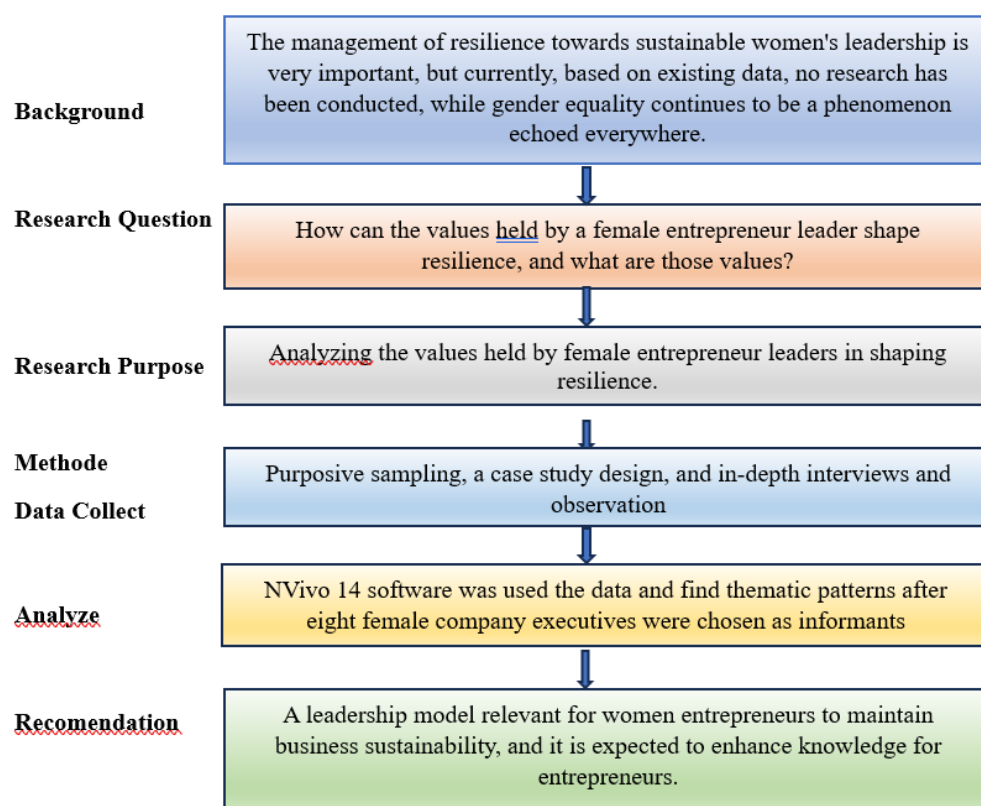 Background
The management of resilience towards sustainable women's leadership is
very important, but currently, based on existing data, no research has
been conducted, while gender equality continues to be a phenomenon
echoed everywhere.
Research Question
How can the values held by a female entrepreneur leader shape
resilience, and what are those values?
Research Purpose
Analyzing the values held by female entrepreneur leaders in shaping
resilience.
Methode
Data Collect
Purposive sampling, a case study design, and in-depth interviews and
observation
Analyze
NVivo 14 software was used the data and find thematic patterns after
eight female company executives were chosen as informants
Recomendation
A leadership model relevant for women entrepreneurs to maintain
business sustainability, and it is expected to enhance knowledge for
entrepreneurs.